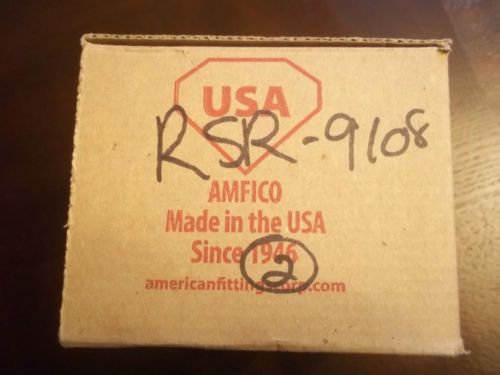 USA
RSR-9108
AMFICO
Made in the USA
Since 1946
2
americanfittingscorp.com